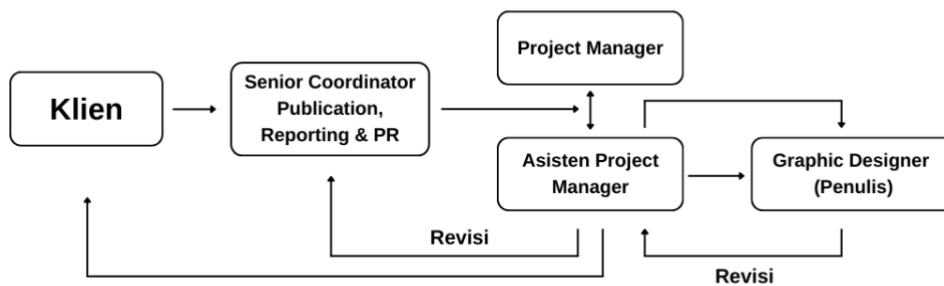 Project Manager
Klien
Senior Coordinator
Publication,
Reporting & PR
Asisten Project
Manager
Graphic Designer
(Penulis)
Revisi
Revisi